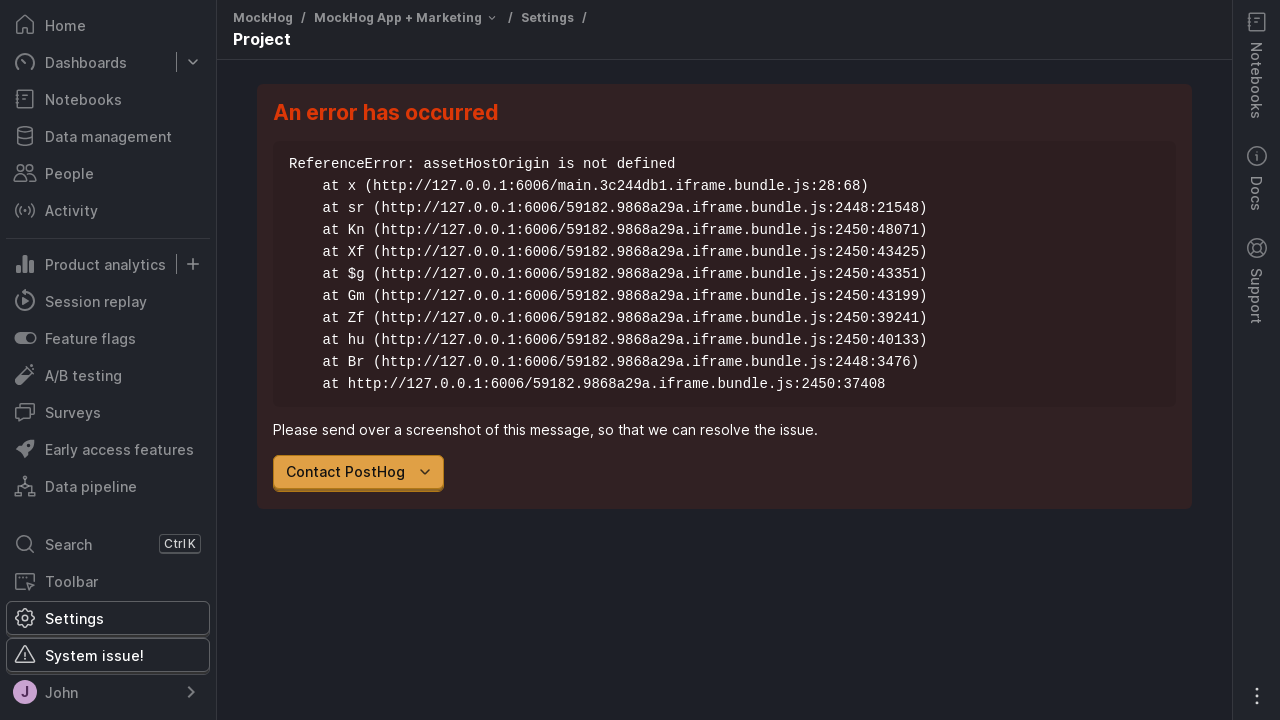 Home
Dashboards
Notebooks
Data management
People
Activity
Product analytics
Session replay
Feature flags
A/B testing
Surveys
Early access features
Data pipeline
Search Ctrl K
Toolbar
Settings
System issue!
J John
MockHog / MockHog App + Marketing / Settings /
Project
An error has occurred
ReferenceError: assetHostOrigin is not defined
at x (http://127.0.0.1:6006/main.3c244db1.iframe.bundle.js:28:68)
at sr (http://127.0.0.1:6006/59182.9868a29a.iframe.bundle.js:2448:21548)
at Kn (http://127.0.0.1:6006/59182.9868a29a.iframe.bundle.js:2450:48071)
at Xf (http://127.0.0.1:6006/59182.9868a29a.iframe.bundle.js:2450:43425)
at $g (http://127.0.0.1:6006/59182.9868a29a.iframe.bundle.js:2450:43351)
at Gm (http://127.0.0.1:6006/59182.9868a29a.iframe.bundle.js:2450:43199)
at Zf (http://127.0.0.1:6006/59182.9868a29a.iframe.bundle.js:2450:39241)
at hu (http://127.0.0.1:6006/59182.9868a29a.iframe.bundle.js:2450:40133)
at Br (http://127.0.0.1:6006/59182.9868a29a.iframe.bundle.js:2448:3476)
at http://127.0.0.1:6006/59182.9868a29a.iframe.bundle.js:2450:37408
Please send over a screenshot of this message, so that we can resolve the issue.
Contact PostHog
Notebooks
Docs
Support